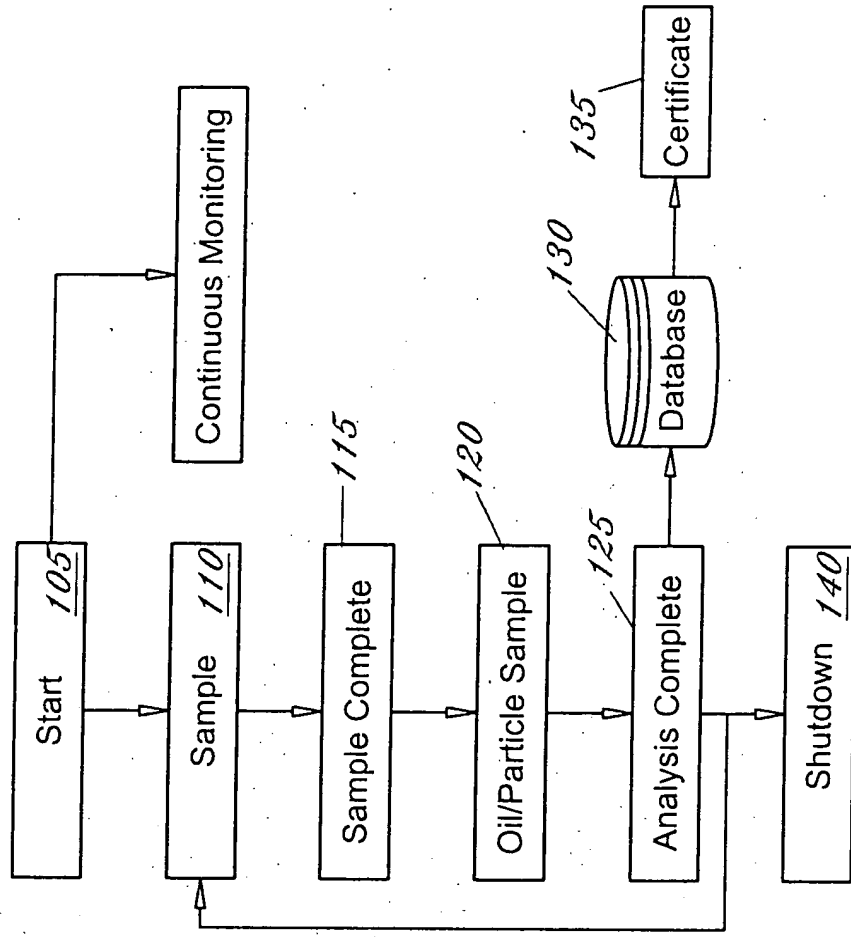 Start
105
Continuous Monitoring
Sample
110
Sample Complete
115
Oil/Particle Sample
120
Analysis Complete
125
Database
130
Certificate
135
Shutdown
140